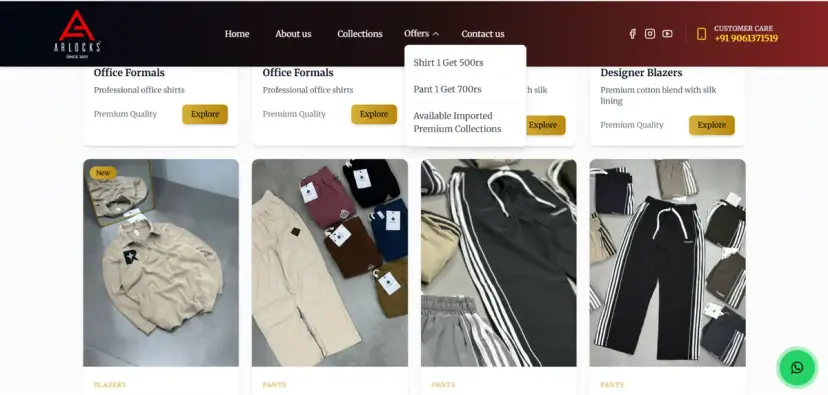 ARLOCKS
SINCE 2021
Home
About us
Collections
Offers
Contact us
CUSTOMER CARE
+91 9061371519
Shirt 1 Get 500rs
Pant 1 Get 700rs
Available Imported
Premium Collections
Office Formals
Professional office shirts
Premium Quality
Explore
Office Formals
Professional office shirts
Premium Quality
Explore
h silk
Explore
Designer Blazers
Premium cotton blend with silk
lining
Premium Quality
Explore
New
BLAZERS
PANTS
PANTS
PANTS